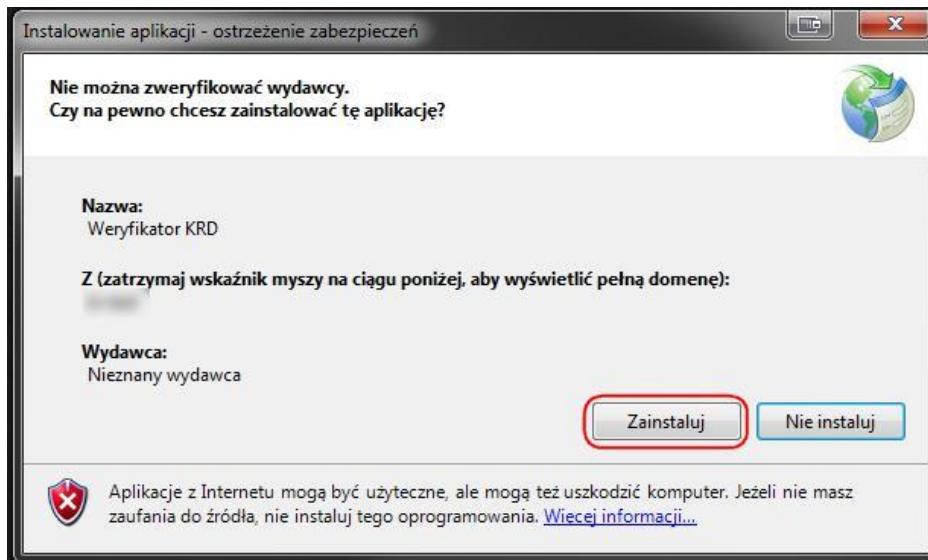 Instalowanie aplikacji - ostrzeżenie zabezpieczeń
Nie można zweryfikować wydawcy.
Czy na pewno chcesz zainstalować tę aplikację?
Nazwa:
Weryfikator KRD
Z (zatrzymaj wskaźnik myszy na ciągu poniżej, aby wyświetlić pełną domenę):
Wydawca:
Nieznany wydawca
Zainstaluj
Nie instaluj
Aplikacje z Internetu mogą być użyteczne, ale mogą też uszkodzić komputer. Jeżeli nie masz
zaufania do źródła, nie instaluj tego oprogramowania. Więcej informacji...